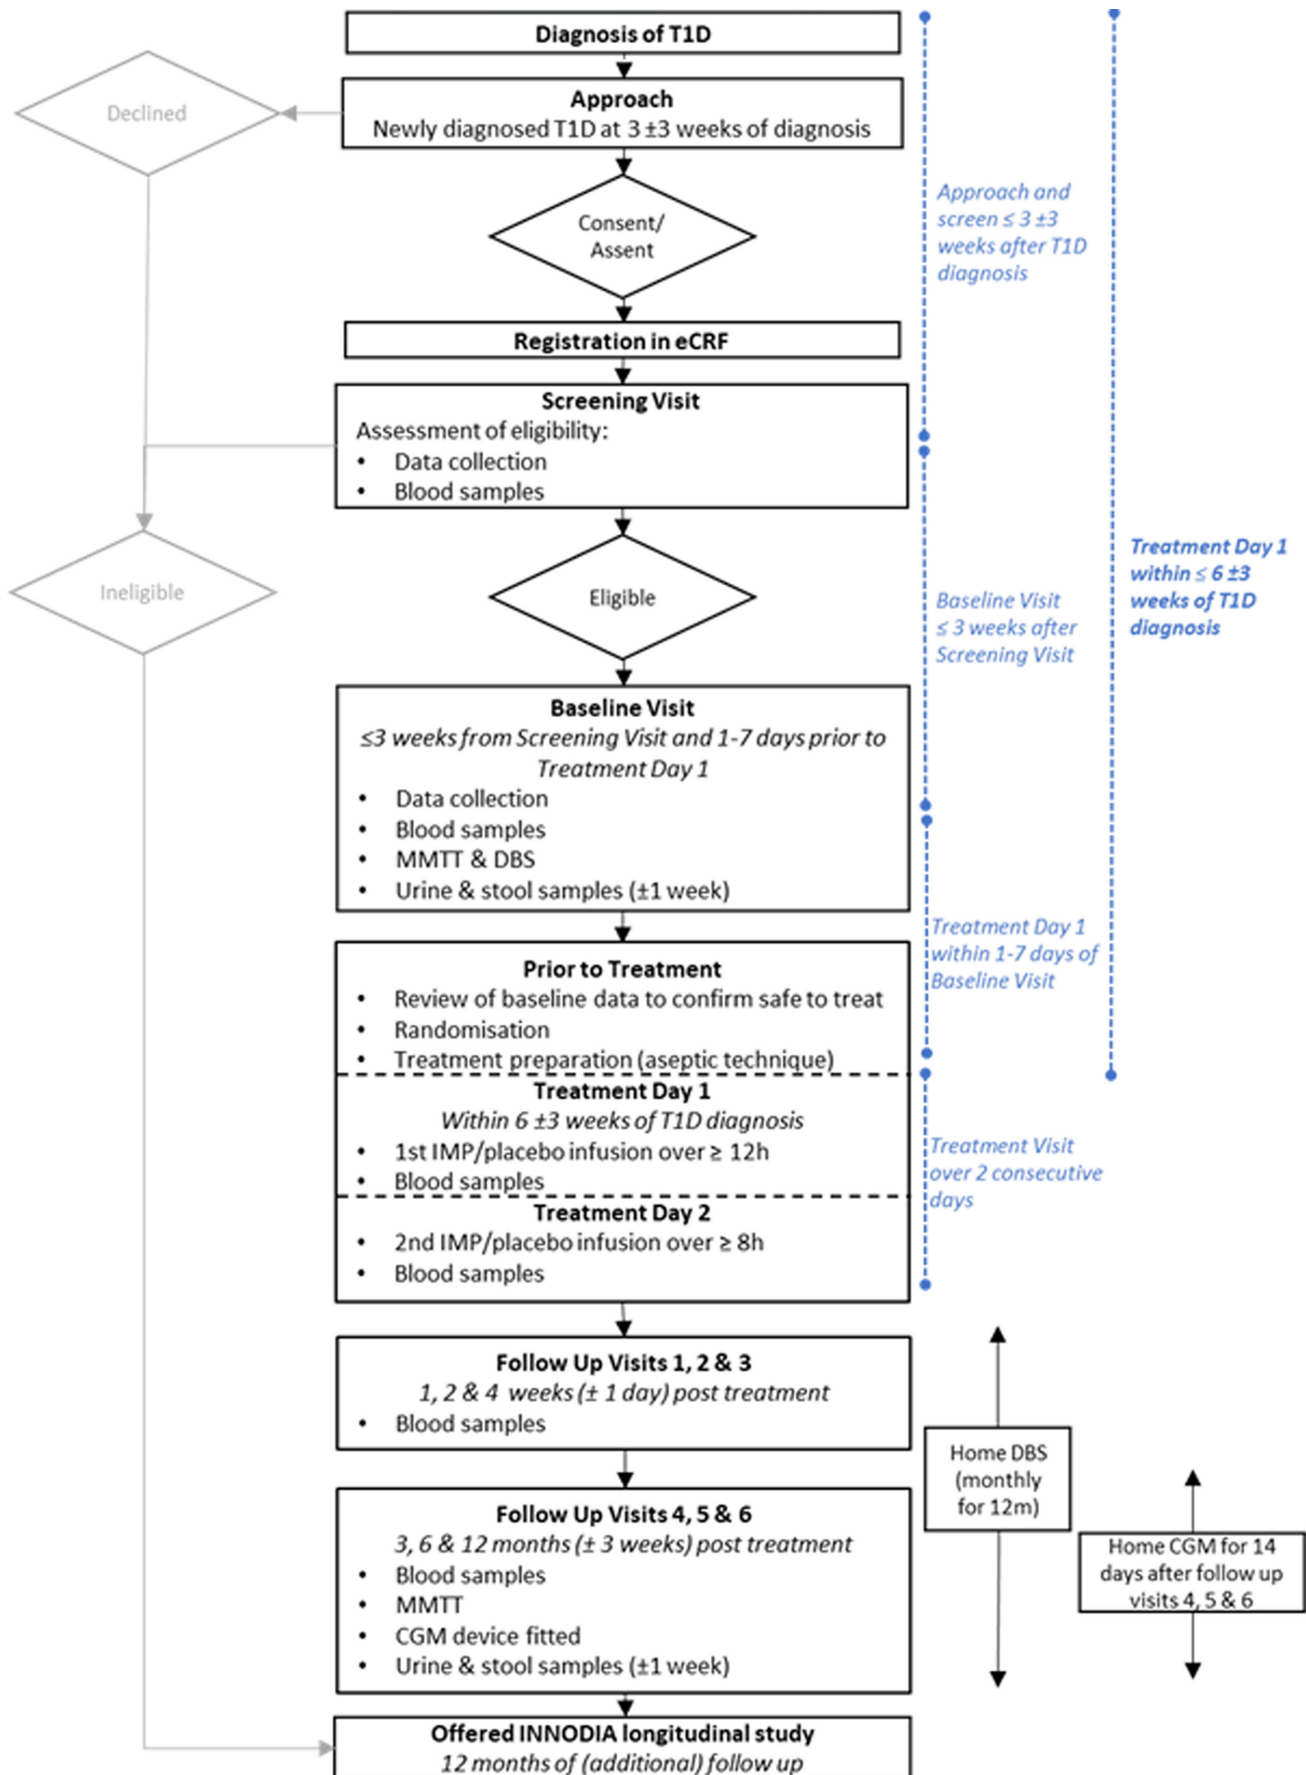 Diagnosis of T1D
Declined
Approach
Newly diagnosed T1D at 3 ±3 weeks of diagnosis
Consent/
Assent
Approach and
screen ≤ 3 ±3
weeks after T1D
diagnosis
Registration in eCRF
Screening Visit
Assessment of eligibility:
• Data collection
• Blood samples
Ineligible
Eligible
Baseline Visit
≤ 3 weeks after
Screening Visit
Treatment Day 1
within ≤ 6 ±3
weeks of T1D
diagnosis
Baseline Visit
≤3 weeks from Screening Visit and 1-7 days prior to
Treatment Day 1
• Data collection
• Blood samples
• MMTT & DBS
• Urine & stool samples (±1 week)
Treatment Day 1
within 1-7 days of
Baseline Visit
Prior to Treatment
• Review of baseline data to confirm safe to treat
• Randomisation
• Treatment preparation (aseptic technique)
Treatment Day 1
Within 6 ±3 weeks of T1D diagnosis
• 1st IMP/placebo infusion over ≥ 12h
• Blood samples
Treatment Visit
over 2 consecutive
days
Treatment Day 2
• 2nd IMP/placebo infusion over ≥ 8h
• Blood samples
Follow Up Visits 1, 2 & 3
1, 2 & 4 weeks (± 1 day) post treatment
• Blood samples
Home DBS
(monthly
for 12m)
Follow Up Visits 4, 5 & 6
3, 6 & 12 months (± 3 weeks) post treatment
• Blood samples
• MMTT
• CGM device fitted
• Urine & stool samples (±1 week)
Home CGM for 14
days after follow up
visits 4, 5 & 6
Offered INNODIA longitudinal study
12 months of (additional) follow up